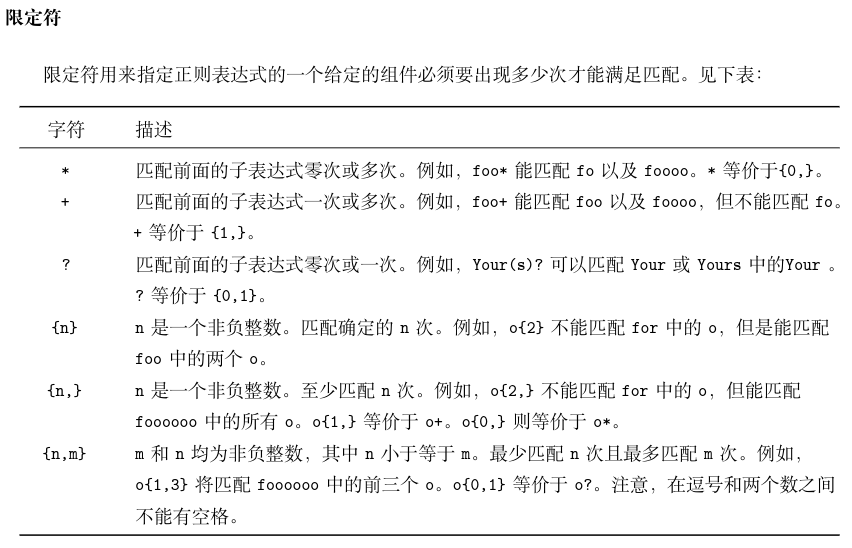 限定符
限定符用来指定正则表达式的一个给定的组件必须要出现多少次才能满足匹配。见下表：
字符 描述
* 匹配前面的子表达式零次或多次。例如，foo* 能匹配 fo 以及 foooo。* 等价于{0,}。
+ 匹配前面的子表达式一次或多次。例如，foo+ 能匹配 foo 以及 foooo，但不能匹配 fo。
+ 等价于 {1,}。
? 匹配前面的子表达式零次或一次。例如，Your(s)? 可以匹配 Your 或 Yours 中的Your 。
? 等价于 {0,1}。
{n} n 是一个非负整数。匹配确定的 n 次。例如，o{2} 不能匹配 for 中的 o，但是能匹配
foo 中的两个 o。
{n,} n 是一个非负整数。至少匹配 n 次。例如，o{2,} 不能匹配 for 中的 o，但能匹配
foooooo 中的所有 o。o{1,} 等价于 o+。o{0,} 则等价于 o*。
{n,m} m 和 n 均为非负整数，其中 n 小于等于 m。最少匹配 n 次且最多匹配 m 次。例如，
o{1,3} 将匹配 foooooo 中的前三个 o。o{0,1} 等价于 o?。注意，在逗号和两个数之间
不能有空格。